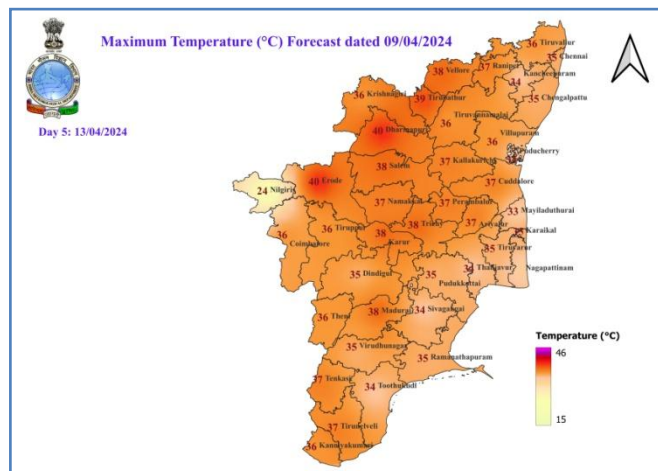 Maximum Temperature (°C) Forecast dated 09/04/2024
Day 5: 13/04/2024
36 Tiruvallur
35 Chennai
37 Ranipet
38 Vellore
34 Kancheepuram
36 Krishnagiri
39 Tirupathur
35 Chengalpattu
36 Tiruvannamalai
40 Dharmapuri
36 Villupuram
Puducherry
38 Salem
37 Kallakurichi
40 Erode
24 Nilgiris
37 Cuddalore
37 Namakkal
37 Perambalur
33 Mayiladutharai
36 Tiruppur
38 Trichy
37 Ariyalur
Karaikal
36 Coimbatore
38 Karur
35 Tiruvarur
34 Thanjavur
Nagapattinam
35 Dindigul
35 Pudukkottai
38 Madurai
34 Sivagangai
36 Theni
35 Virudhunagar
35 Ramanathapuram
37 Tenkasi
34 Toothukudi
37 Tirunelveli
36 Kanniyakumari
Temperature (°C)
46
15